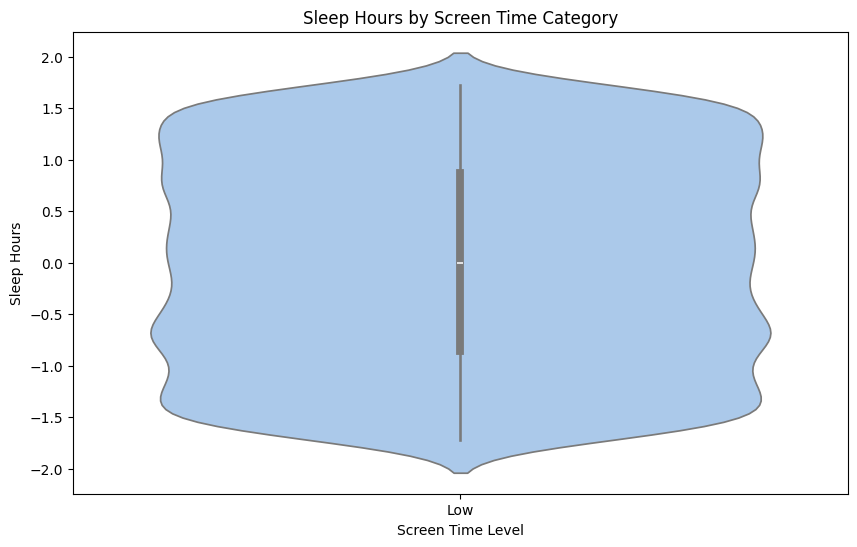 Sleep Hours by Screen Time Category
2.0
1.5
1.0
0.5
0.0
−0.5
−1.0
−1.5
−2.0
Sleep Hours
Low
Screen Time Level